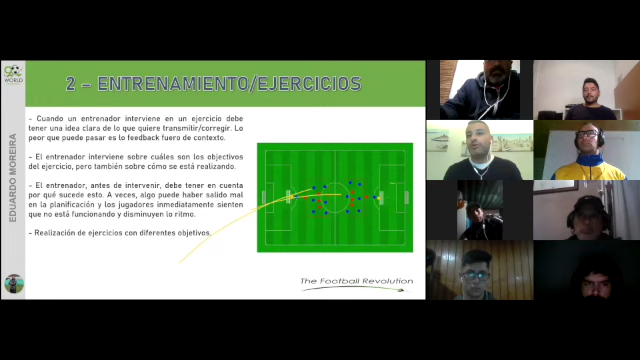 WORLD
2 – ENTRENAMIENTO/EJERCICIOS
EDUARDO MOREIRA
- Cuando un entrenador interviene en un ejercicio debe
tener una idea clara de lo que quiere transmitir/corregir. Lo
peor que puede pasar es lo feedback fuero de contexto.
- El entrenador interviene sobre cuáles son los objetivos
del ejercicio, pero también sobre cómo se está realizando.
- El entrenador, antes de intervenir, debe tener en cuenta
por qué sucede esto. A veces, algo puede haber salido mal
en la planificación y los jugadores inmediatamente sienten
que no está funcionando y disminuyen lo ritmo.
- Realización de ejercicios con diferentes objetivos.
The Football Revolution